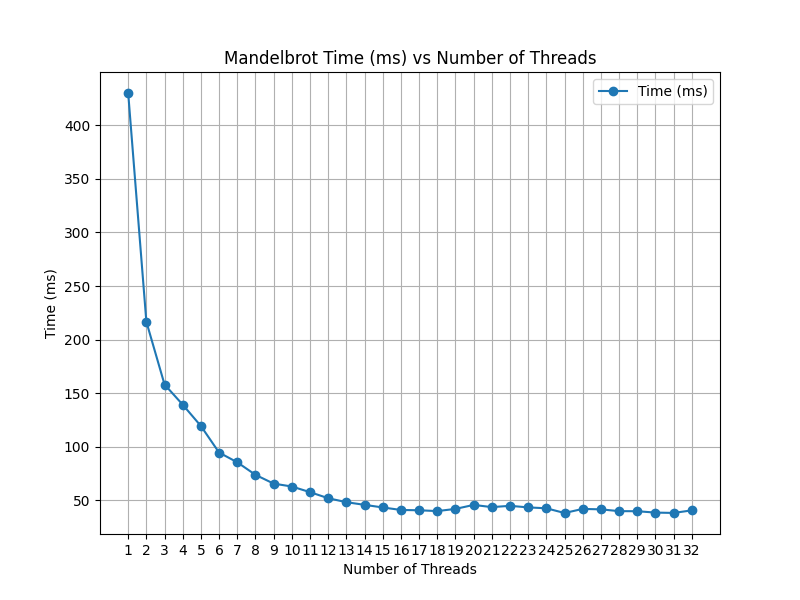 Mandelbrot Time (ms) vs Number of Threads
Time (ms)
400
350
300
250
200
150
100
50
Time (ms)
1 2 3 4 5 6 7 8 9 10 11 12 13 14 15 16 17 18 19 20 21 22 23 24 25 26 27 28 29 30 31 32
Number of Threads